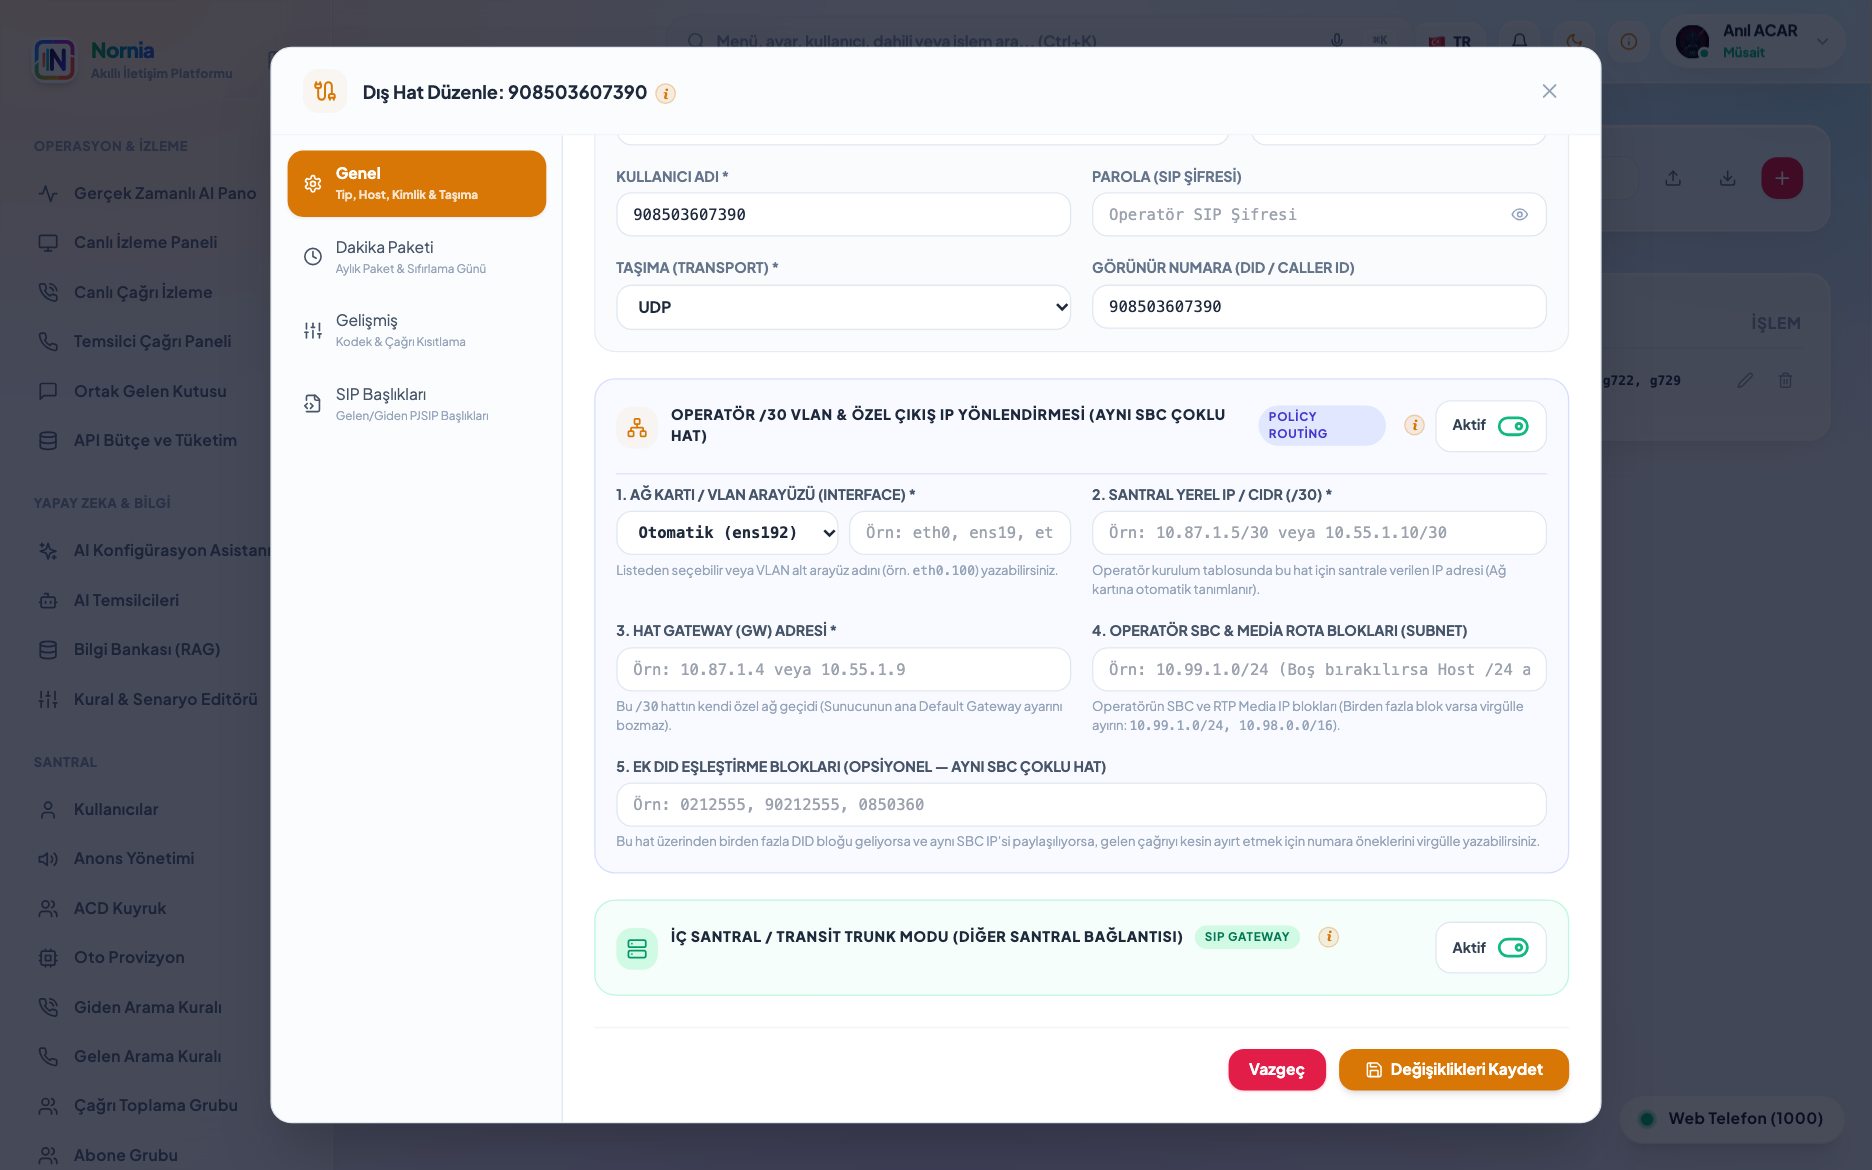 Nornia
Akıllı İletişim Platformu
Menü, ayar, kullanıcı, dahili veya işlem ara... (Ctrl+K)
⌘K
TR
Anıl ACAR
Müsait
OPERASYON & İZLEME
Gerçek Zamanlı AI Pano
Canlı İzleme Paneli
Canlı Çağrı İzleme
Temsilci Çağrı Paneli
Ortak Gelen Kutusu
API Bütçe ve Tüketim
YAPAY ZEKA & BİLGİ
AI Konfigürasyon Asistanı
AI Temsilcileri
Bilgi Bankası (RAG)
Kural & Senaryo Editörü
SANTRAL
Kullanıcılar
Anons Yönetimi
ACD Kuyruk
Oto Provizyon
Giden Arama Kuralı
Gelen Arama Kuralı
Çağrı Toplama Grubu
Abone Grubu
Dış Hat Düzenle: 908503607390
Genel
Tip, Host, Kimlik & Taşıma
Dakika Paketi
Aylık Paket & Sıfırlama Günü
Gelişmiş
Kodek & Çağrı Kısıtlama
SIP Başlıkları
Gelen/Giden PJSIP Başlıkları
KULLANICI ADI *
908503607390
PAROLA (SIP ŞİFRESİ)
Operatör SIP Şifresi
TAŞIMA (TRANSPORT) *
UDP
GÖRÜNÜR NUMARA (DID / CALLER ID)
908503607390
OPERATÖR /30 VLAN & ÖZEL ÇIKIŞ IP YÖNLENDİRMESİ (AYNI SBC ÇOKLU
HAT)
POLICY
ROUTING
Aktif
1. AĞ KARTI / VLAN ARAYÜZÜ (INTERFACE) *
Otomatik (ens192)
Örn: eth0, ens19, et
Listeden seçebilir veya VLAN alt arayüz adını (örn. eth0.100) yazabilirsiniz.
2. SANTRAL YEREL IP / CIDR (/30) *
Örn: 10.87.1.5/30 veya 10.55.1.10/30
Operatör kurulum tablosunda bu hat için santrale verilen IP adresi (Ağ
kartına otomatik tanımlanır).
3. HAT GATEWAY (GW) ADRESİ *
Örn: 10.87.1.4 veya 10.55.1.9
Bu /30 hattın kendi özel ağ geçidi (Sunucunun ana Default Gateway ayarını
bozmaz).
4. OPERATÖR SBC & MEDİA ROTA BLOKLARI (SUBNET)
Örn: 10.99.1.0/24 (Boş bırakılırsa Host /24 a
Operatörün SBC ve RTP Media IP blokları (Birden fazla blok varsa virgülle
ayırın: 10.99.1.0/24, 10.98.0.0/16).
5. EK DID EŞLEŞTİRME BLOKLARI (OPSİYONEL — AYNI SBC ÇOKLU HAT)
Örn: 0212555, 90212555, 0850360
Bu hat üzerinden birden fazla DID bloğu geliyorsa ve aynı SBC IP'si paylaşılıyorsa, gelen çağrıyı kesin ayırt etmek için numara öneklerini virgülle yazabilirsiniz.
İÇ SANTRAL / TRANSIT TRUNK MODU (DİĞER SANTRAL BAĞLANTISI)
SIP GATEWAY
Aktif
Vazgeç
Değişiklikleri Kaydet
İŞLEM
g722, g729
Web Telefon (1000)